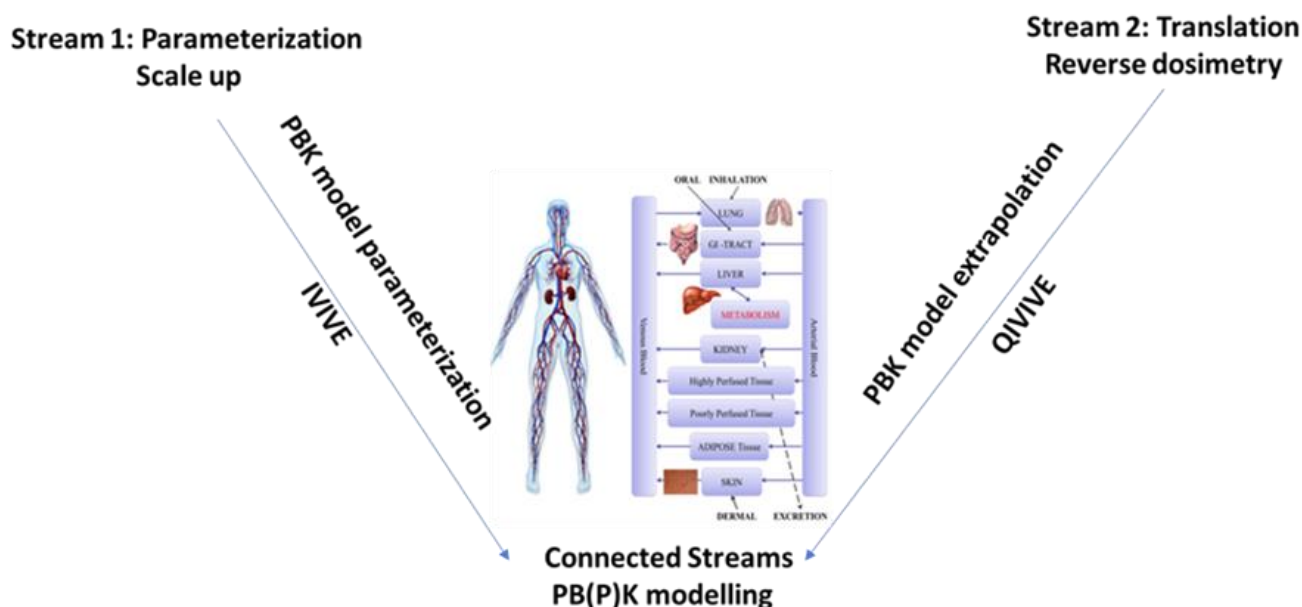 Stream 1: Parameterization
Scale up
Stream 2: Translation
Reverse dosimetry
PBK model parameterization
IVIVE
PBK model extrapolation
QIVIVE
ORAL INHALATION
LUNG
GI-TRACT
LIVER
METABOLISM
KIDNEY
Highly Perfused Tissue
Poorly Perfused Tissue
ADIPOSE Tissue
SKIN
DERMAL
EXCRETION
Venous Blood
Arterial Blood
Connected Streams
PB(P)K modelling